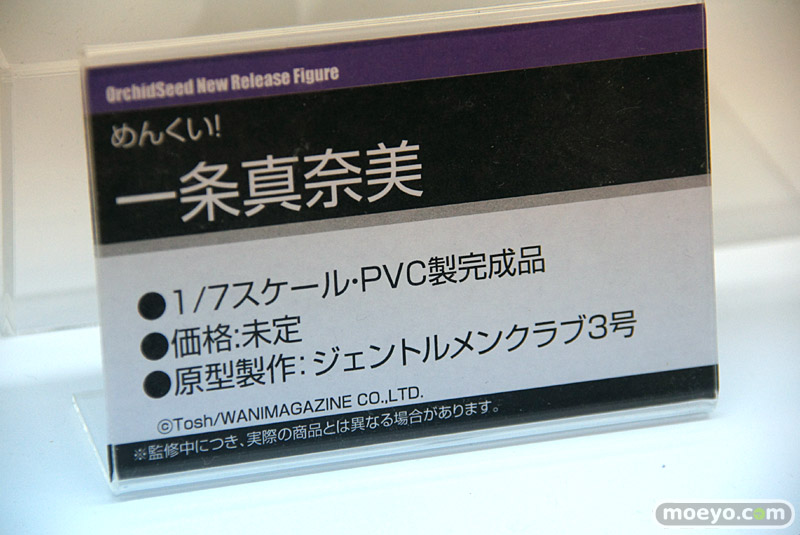 OrchidSeed New Release Figure
めんくい!
一条真奈美
●1/7スケール・PVC製完成品
●価格:未定
●原型製作:ジェントルメンクラブ3号
©Tosh/WANIMAGAZINE CO.,LTD.
※監修中につき、実際の商品とは異なる場合があります。
moeyo.com